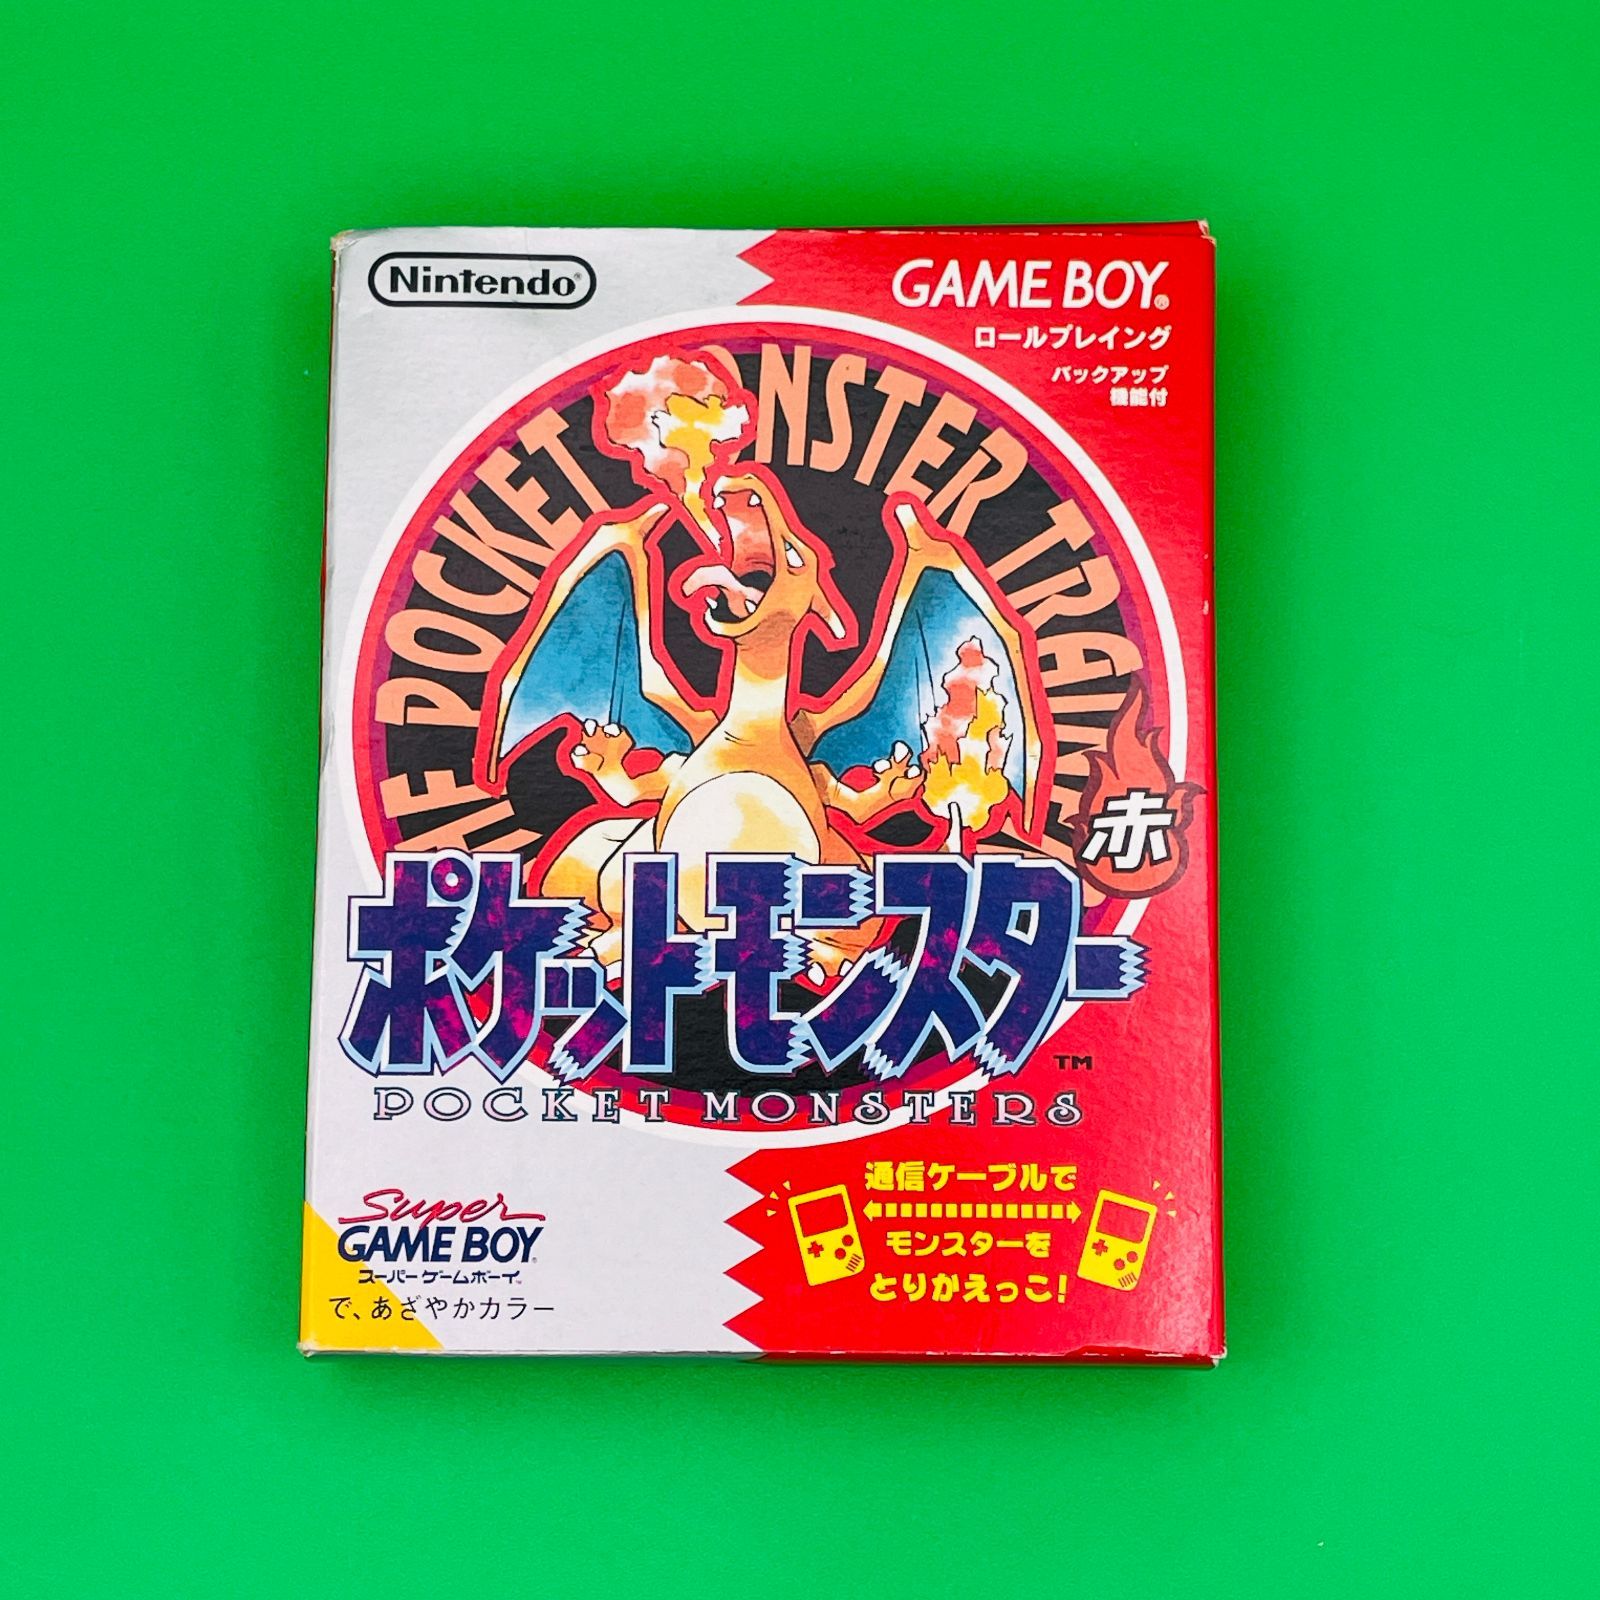 Nintendo®
GAME BOY®
ロールプレイング
バックアップ
機能付
POCKET MONSTER TRAINER
赤
ポケットモンスター
TM
POCKET MONSTERS
通信ケーブルで
モンスターを
とりかえっこ!
Super
GAME BOY
スーパーゲームボーイ
で、あざやかカラー